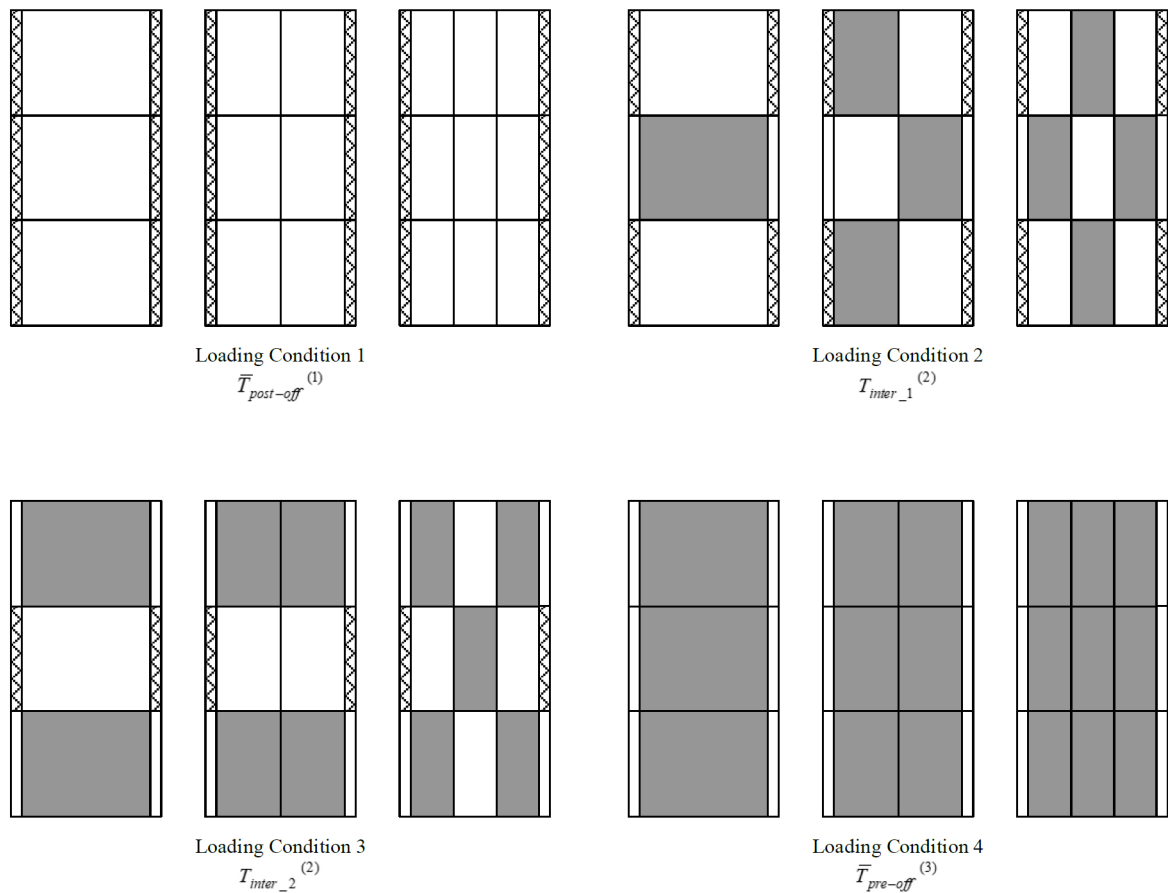 Loading Condition 1
T̅post-off (1)
Loading Condition 2
Tinter_1 (2)
Loading Condition 3
Tinter_2 (2)
Loading Condition 4
T̅pre-off (3)